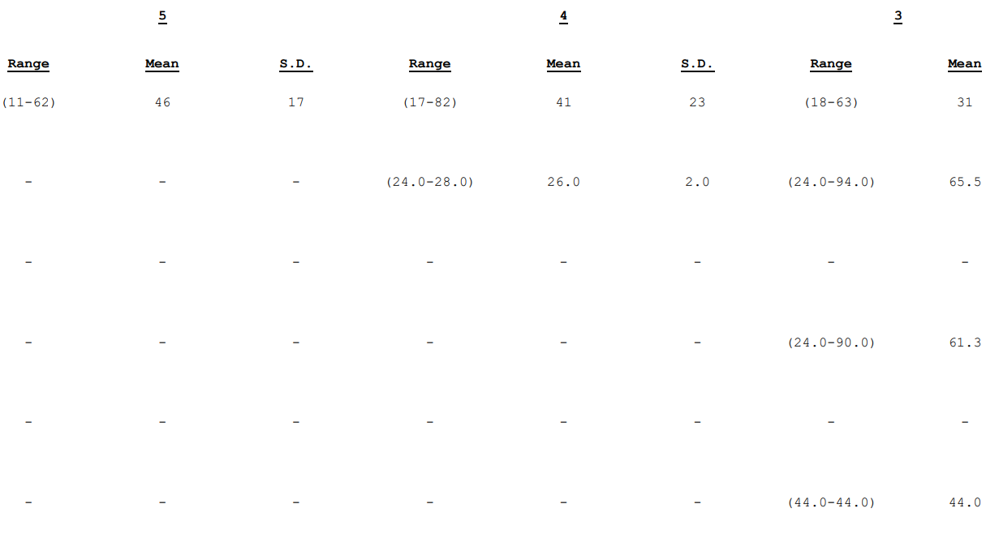 5 4 3
Range Mean S.D. Range Mean S.D. Range Mean
(11-62) 46 17 (17-82) 41 23 (18-63) 31
- - - (24.0-28.0) 26.0 2.0 (24.0-94.0) 65.5
- - - - - - - -
- - - - - - (24.0-90.0) 61.3
- - - - - - - -
- - - - - - (44.0-44.0) 44.0